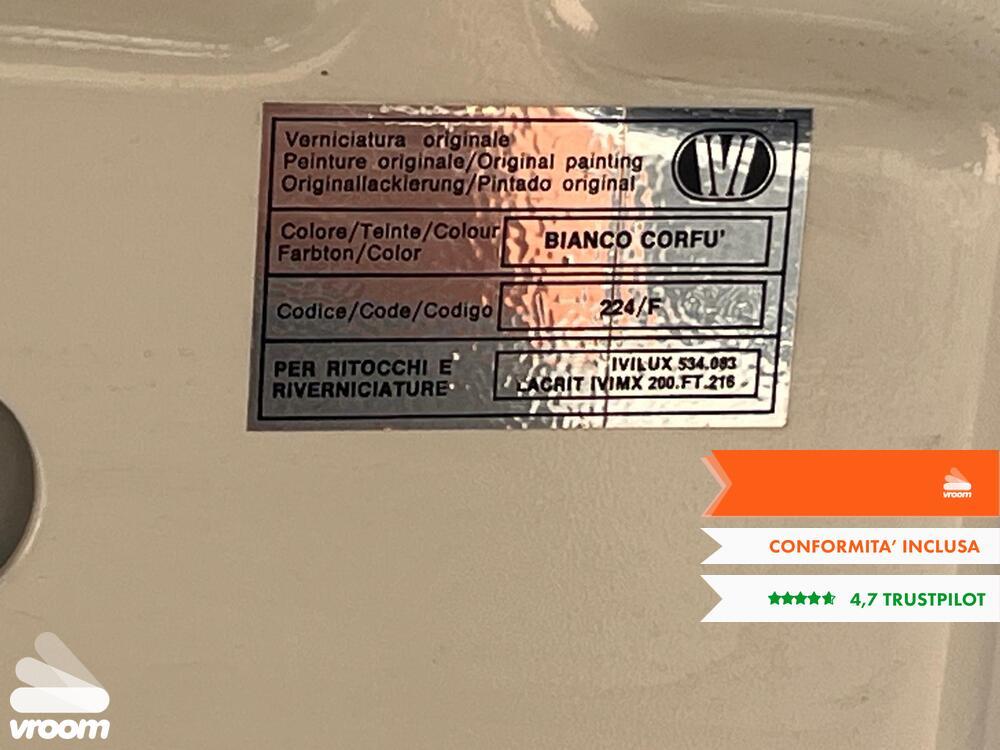 Verniciatura originale
Peinture originale/Original painting
Originallackierung/Pintado original
IVI
Colore/Teinte/Colour
Farbton/Color
BIANCO CORFU'
Codice/Code/Codigo
224/F
PER RITOCCHI E
RIVERNICIATURE
IVILUX 534.083
LACRIT IVIMX 200.FT.216
vroom
CONFORMITA' INCLUSA
4,7 TRUSTPILOT
vroom